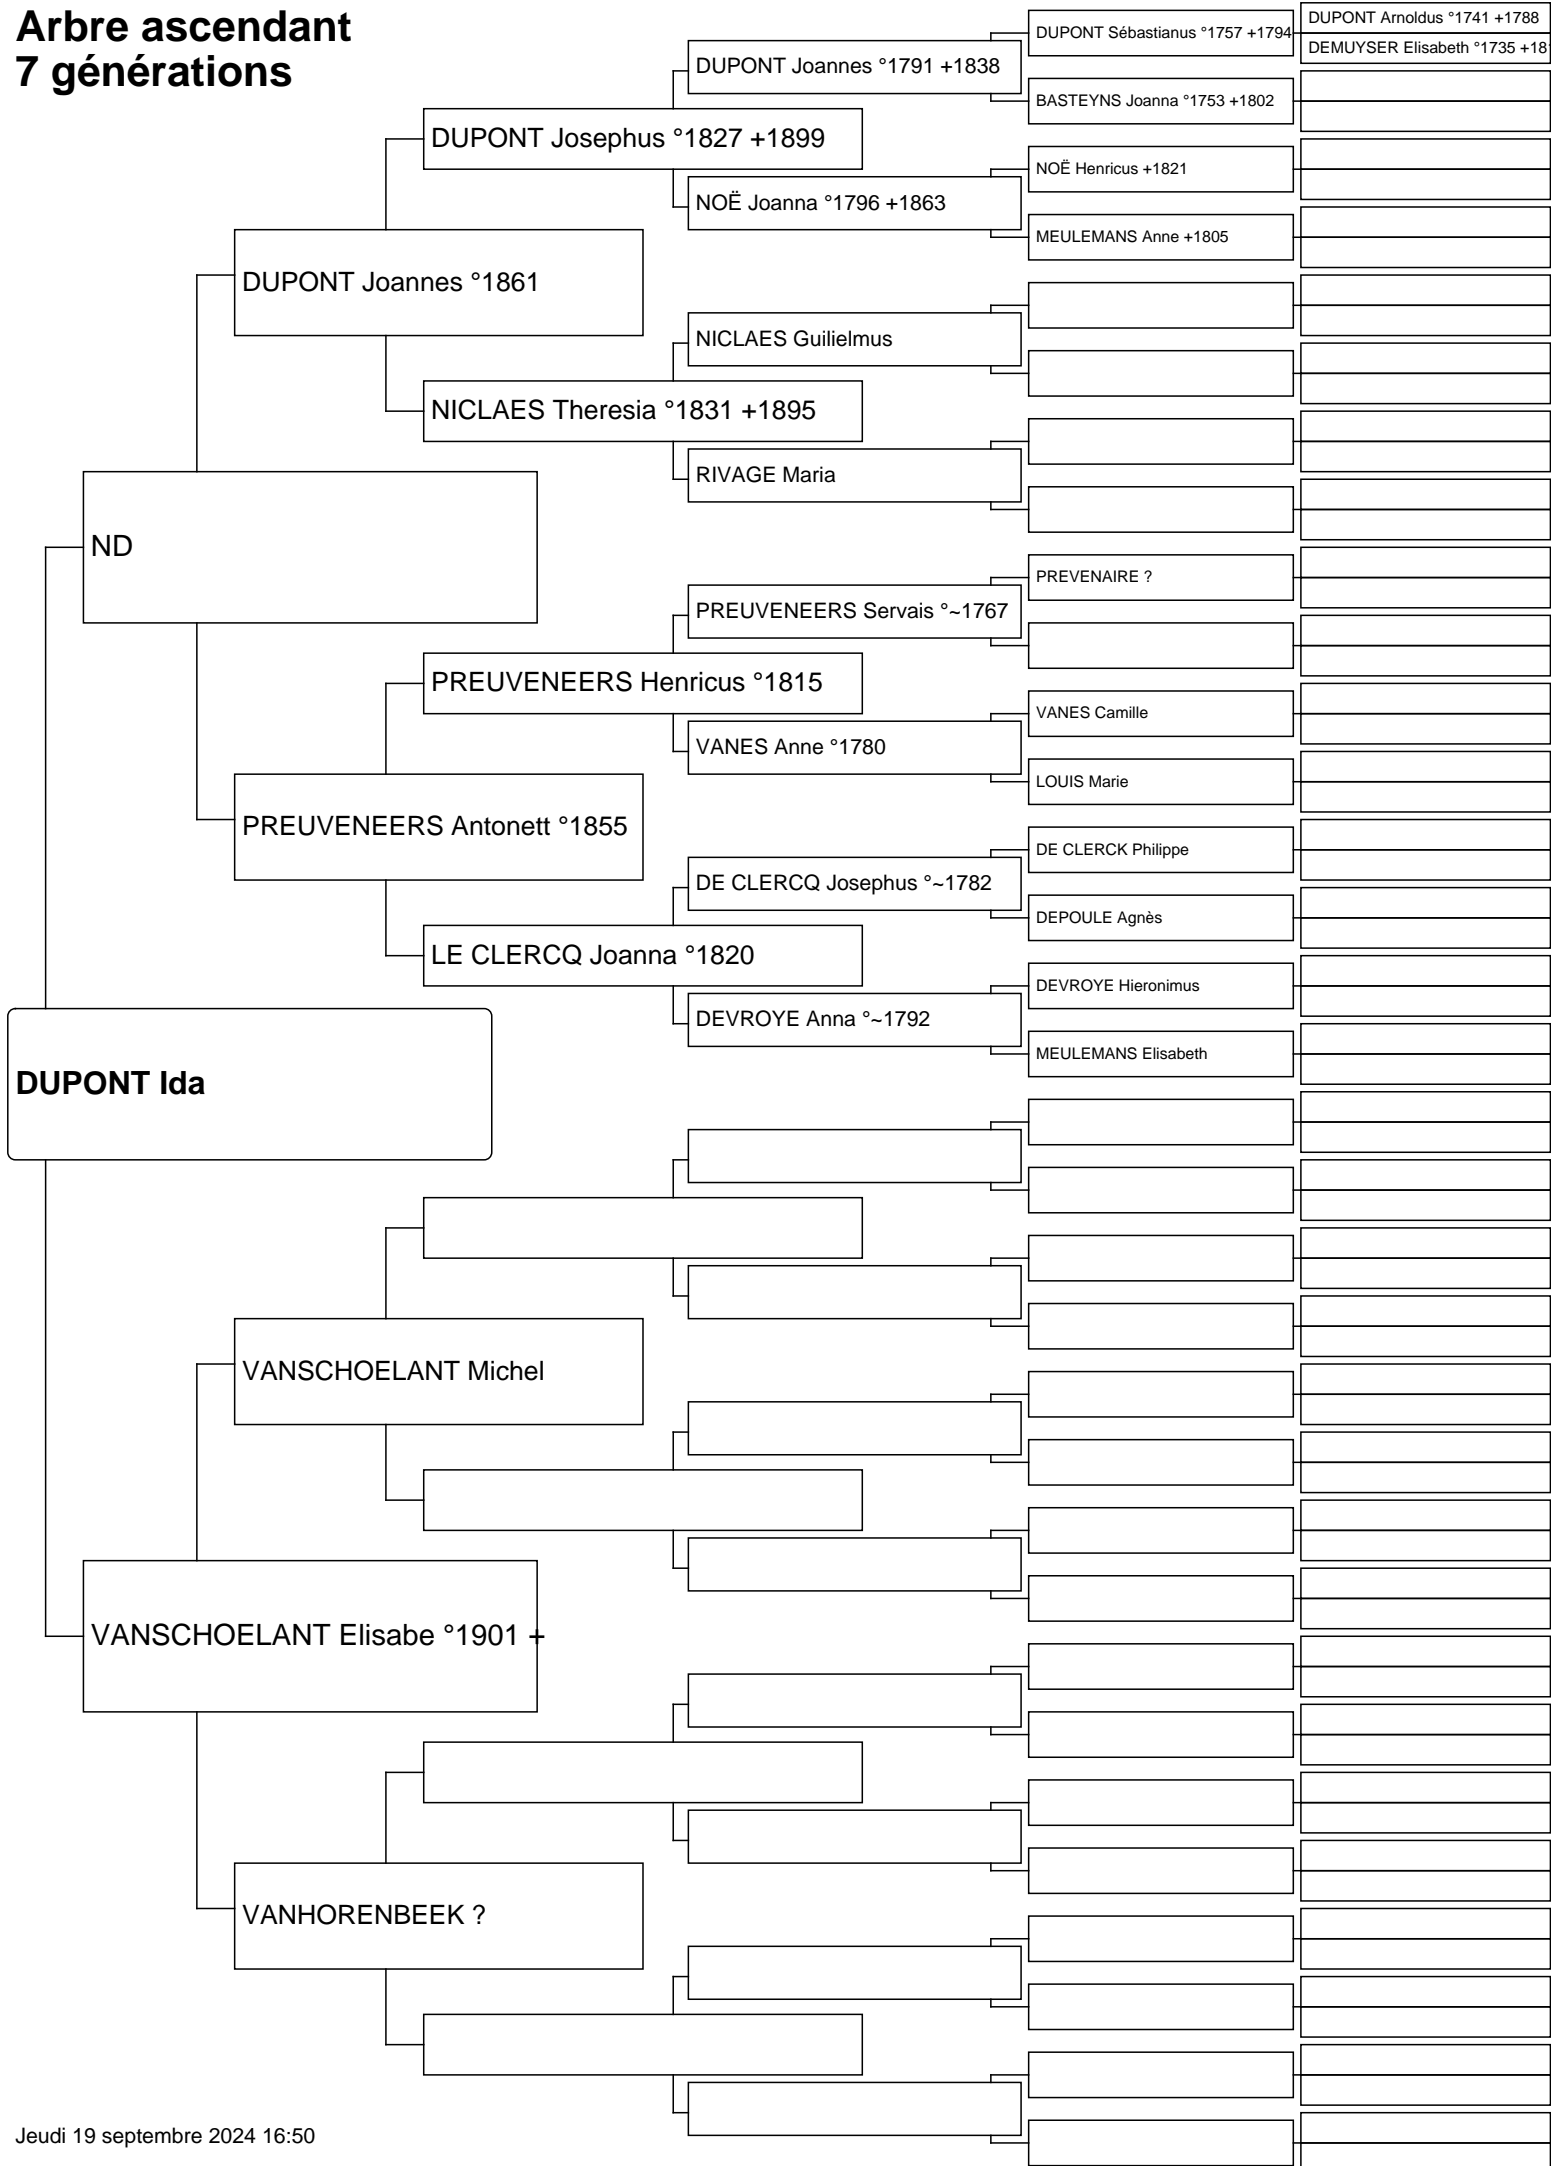 Arbre ascendant
7 générations
DUPONT Ida
ND
VANSCHOELANT Elisabe °1901 +
DUPONT Joannes °1861
PREUVENEERS Antonett °1855
VANSCHOELANT Michel
VANHORENBEEK ?
DUPONT Josephus °1827 +1899
NICLAES Theresia °1831 +1895
PREUVENEERS Henricus °1815
LE CLERCQ Joanna °1820
DUPONT Joannes °1791 +1838
NOË Joanna °1796 +1863
NICLAES Guilielmus
RIVAGE Maria
PREUVENEERS Servais °~1767
VANES Anne °1780
DE CLERCQ Josephus °~1782
DEVROYE Anna °~1792
DUPONT Sébastianus °1757 +1794
BASTEYNS Joanna °1753 +1802
NOË Henricus +1821
MEULEMANS Anne +1805
PREVENAIRE ?
VANES Camille
LOUIS Marie
DE CLERCK Philippe
DEPOULE Agnès
DEVROYE Hieronimus
MEULEMANS Elisabeth
DUPONT Arnoldus °1741 +1788
DEMUYSER Elisabeth °1735
Jeudi 19 septembre 2024 16:50